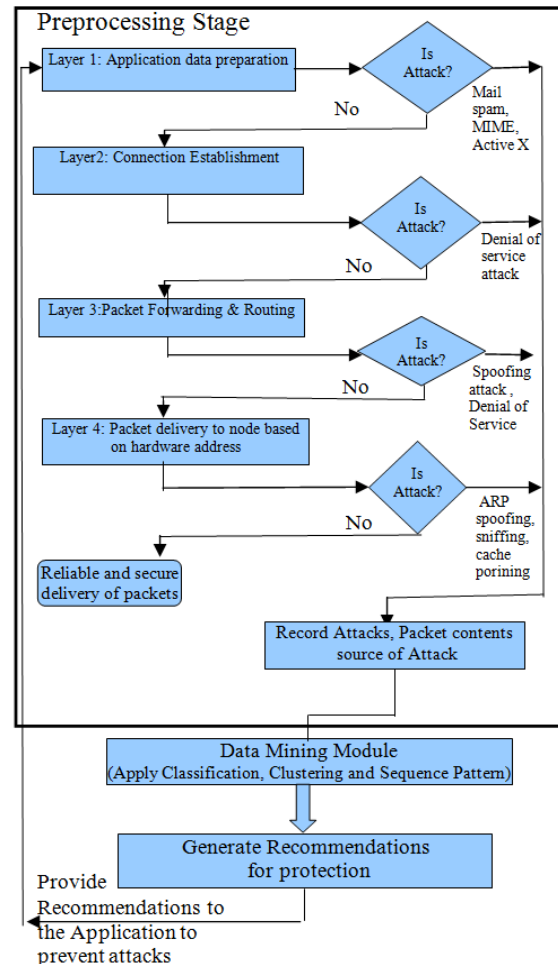 Preprocessing Stage
Layer 1: Application data preparation
Is
Attack?
Mail
spam,
MIME,
Active X
No
Layer2: Connection Establishment
Is
Attack?
Denial of
service
attack
No
Layer 3:Packet Forwarding & Routing
Is
Attack?
Spoofing
attack ,
Denial of
Service
No
Layer 4: Packet delivery to node based
on hardware address
Is
Attack?
ARP
spoofing,
sniffing,
cache
porining
No
Reliable and secure
delivery of packets
Record Attacks, Packet contents
source of Attack
Data Mining Module
(Apply Classification, Clustering and Sequence Pattern)
Generate Recommendations
for protection
Provide
Recommendations to
the Application to
prevent attacks